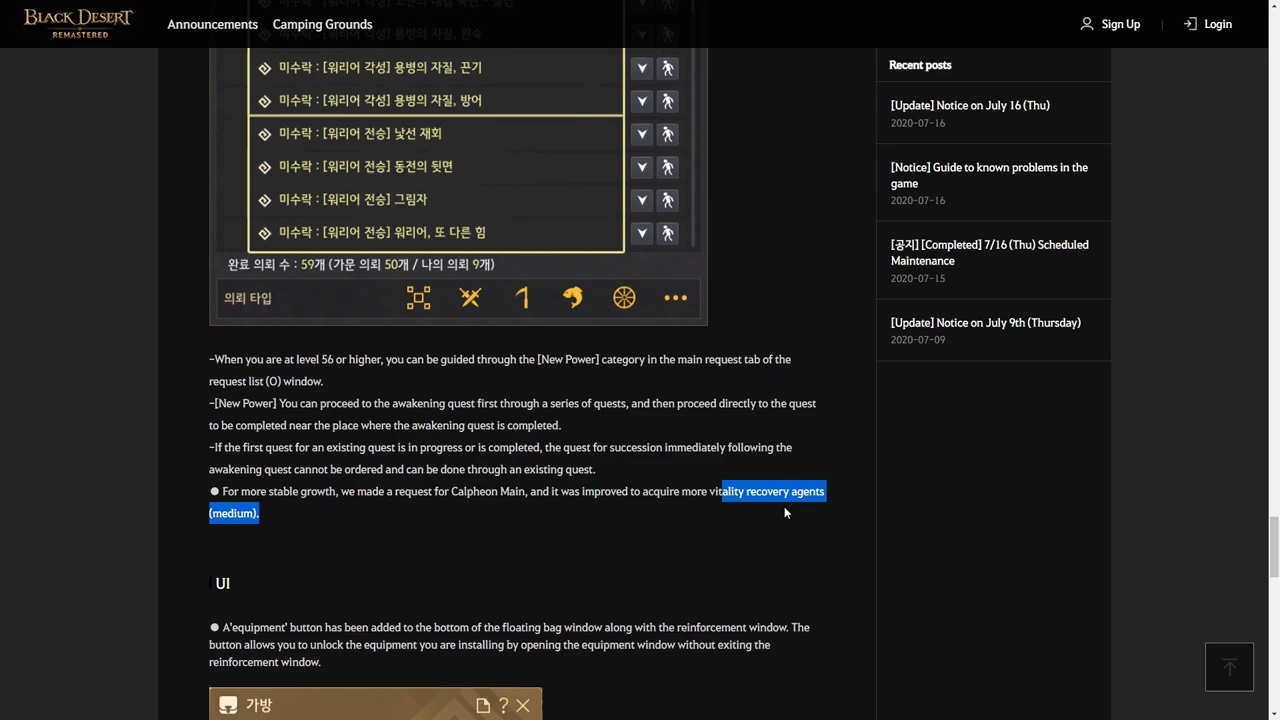 BLACK DESERT
REMASTERED
Announcements
Camping Grounds
Sign Up
Login
미수락 : [워리어 각성] 용병의 자질, 끈기
미수락 : [워리어 각성] 용병의 자질, 방어
미수락 : [워리어 전승] 낯선 재회
미수락 : [워리어 전승] 동전의 뒷면
미수락 : [워리어 전승] 그림자
미수락 : [워리어 전승] 워리어, 또 다른 힘
완료 의뢰 수 : 59개 (가문 의뢰 50개 / 나의 의뢰 9개)
의뢰 타입
-When you are at level 56 or higher, you can be guided through the [New Power] category in the main request tab of the
request list (O) window.
-[New Power] You can proceed to the awakening quest first through a series of quests, and then proceed directly to the quest
to be completed near the place where the awakening quest is completed.
-If the first quest for an existing quest is in progress or is completed, the quest for succession immediately following the
awakening quest cannot be ordered and can be done through an existing quest.
● For more stable growth, we made a request for Calpheon Main, and it was improved to acquire more vitality recovery agents
(medium).
UI
● A'equipment' button has been added to the bottom of the floating bag window along with the reinforcement window. The
button allows you to unlock the equipment you are installing by opening the equipment window without exiting the
reinforcement window.
가방
Recent posts
[Update] Notice on July 16 (Thu)
2020-07-16
[Notice] Guide to known problems in the
game
2020-07-16
[공지] [Completed] 7/16 (Thu) Scheduled
Maintenance
2020-07-15
[Update] Notice on July 9th (Thursday)
2020-07-09